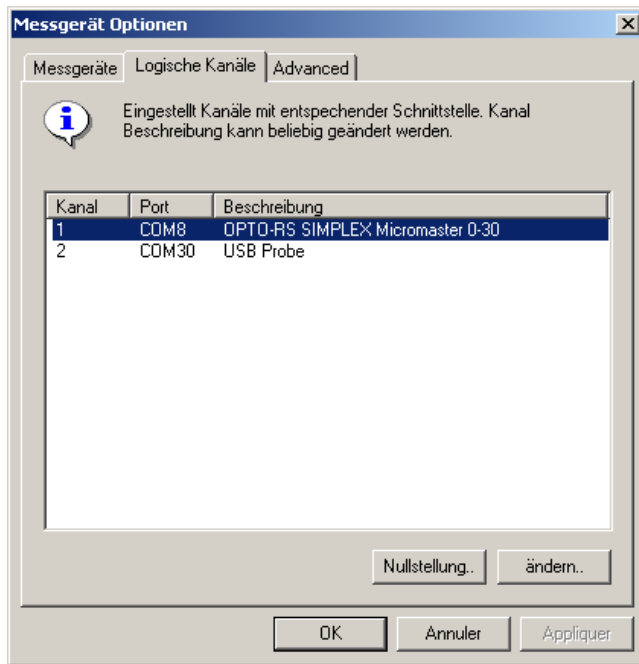 Messgerät Optionen
Messgeräte Logische Kanäle Advanced
Eingestellt Kanäle mit entspechender Schnittstelle. Kanal
Beschreibung kann beliebig geändert werden.
Kanal Port Beschreibung
1 COM8 OPTO-RS SIMPLEX Micromaster 0-30
2 COM30 USB Probe
Nullstellung.. ändern..
OK Annuler Appliquer